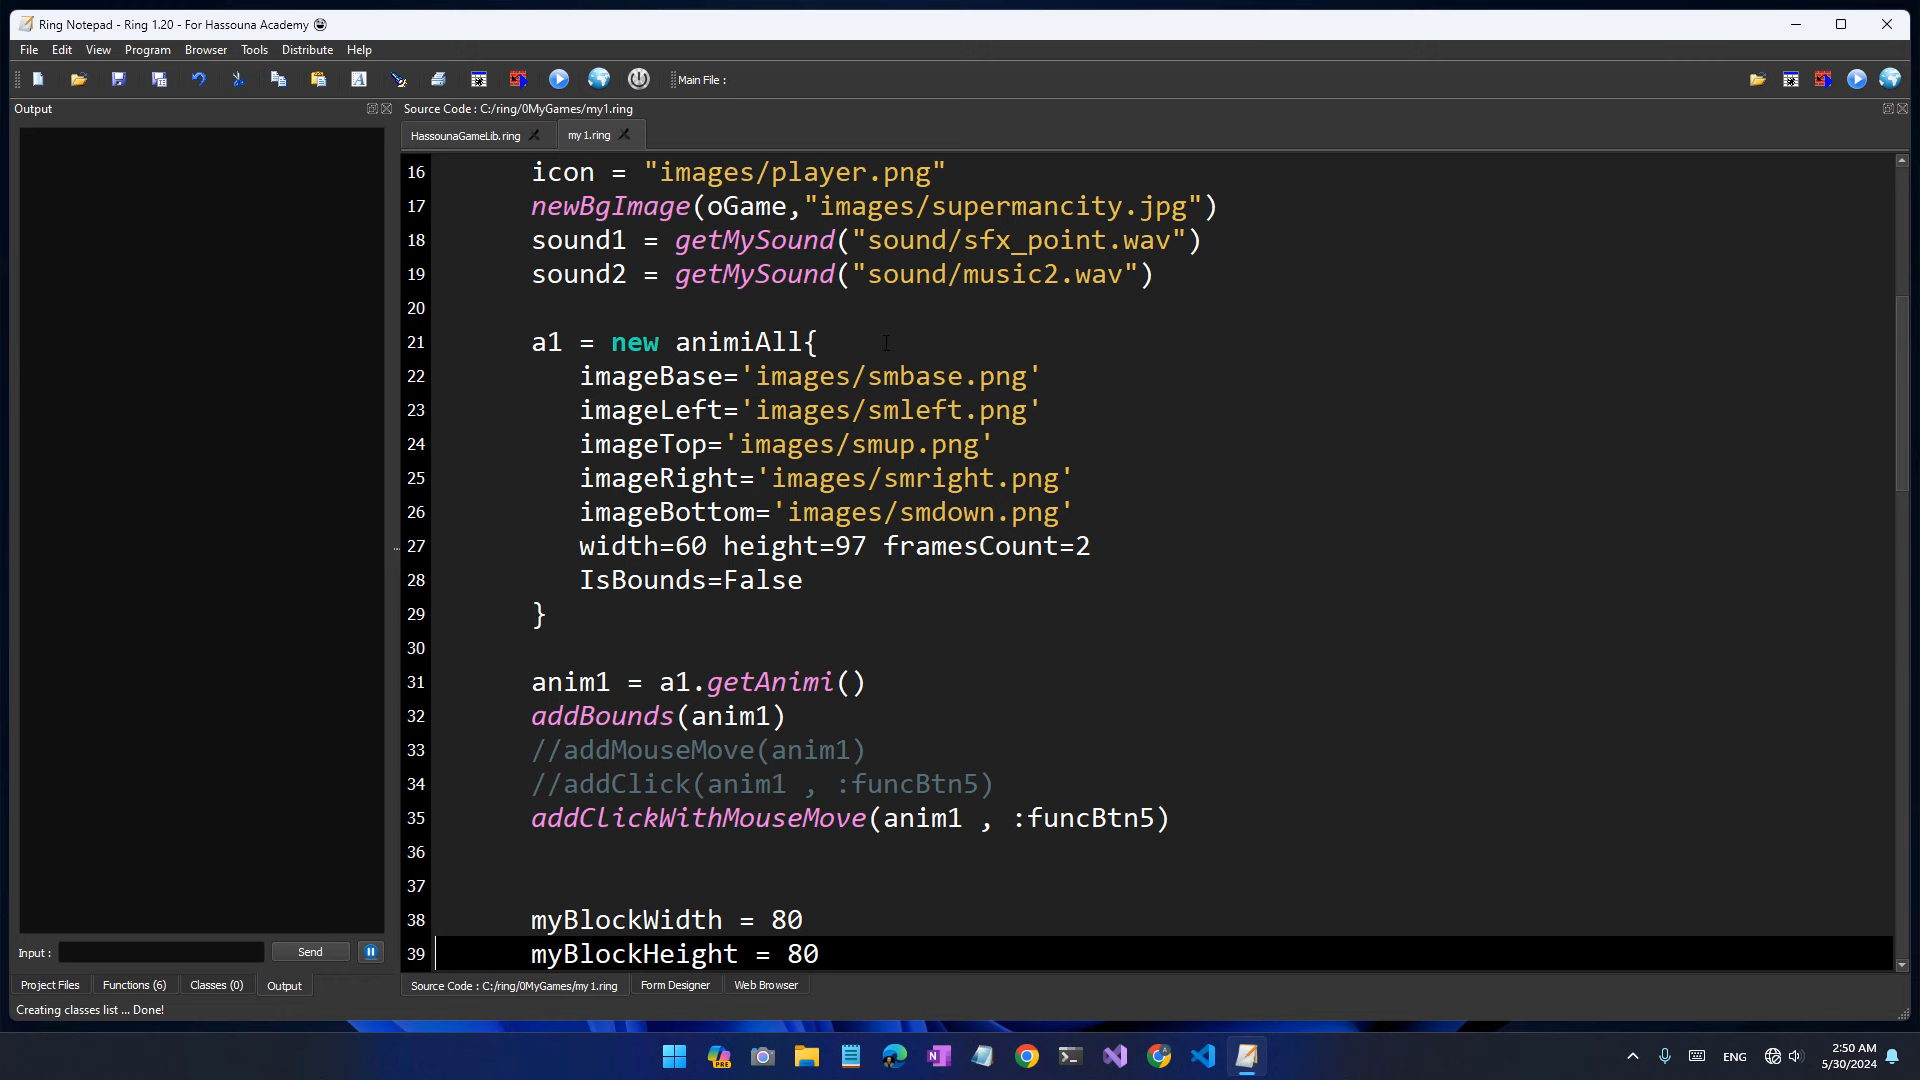 Ring Notepad - Ring 1.20 - For Hassouna Academy 😀
File Edit View Program Browser Tools Distribute Help
Main File :
Output
Source Code : C:/ring/0MyGames/my1.ring
HassounaGameLib.ring my1.ring
16 icon = "images/player.png"
17 newBgImage(oGame,"images/supermancity.jpg")
18 sound1 = getMySound("sound/sfx_point.wav")
19 sound2 = getMySound("sound/music2.wav")
20
21 a1 = new animiAll{
22 imageBase='images/smbase.png'
23 imageLeft='images/smleft.png'
24 imageTop='images/smup.png'
25 imageRight='images/smright.png'
26 imageBottom='images/smdown.png'
27 width=60 height=97 framesCount=2
28 IsBounds=False
29 }
30
31 anim1 = a1.getAnimi()
32 addBounds(anim1)
33 //addMouseMove(anim1)
34 //addClick(anim1 , :funcBtn5)
35 addClickWithMouseMove(anim1 , :funcBtn5)
36
37
38 myBlockWidth = 80
39 myBlockHeight = 80
Input : Send
Project Files Functions (6) Classes (0) Output
Source Code : C:/ring/0MyGames/my1.ring Form Designer Web Browser
Creating classes list ... Done!
PRE
ENG
2:50 AM
5/30/2024